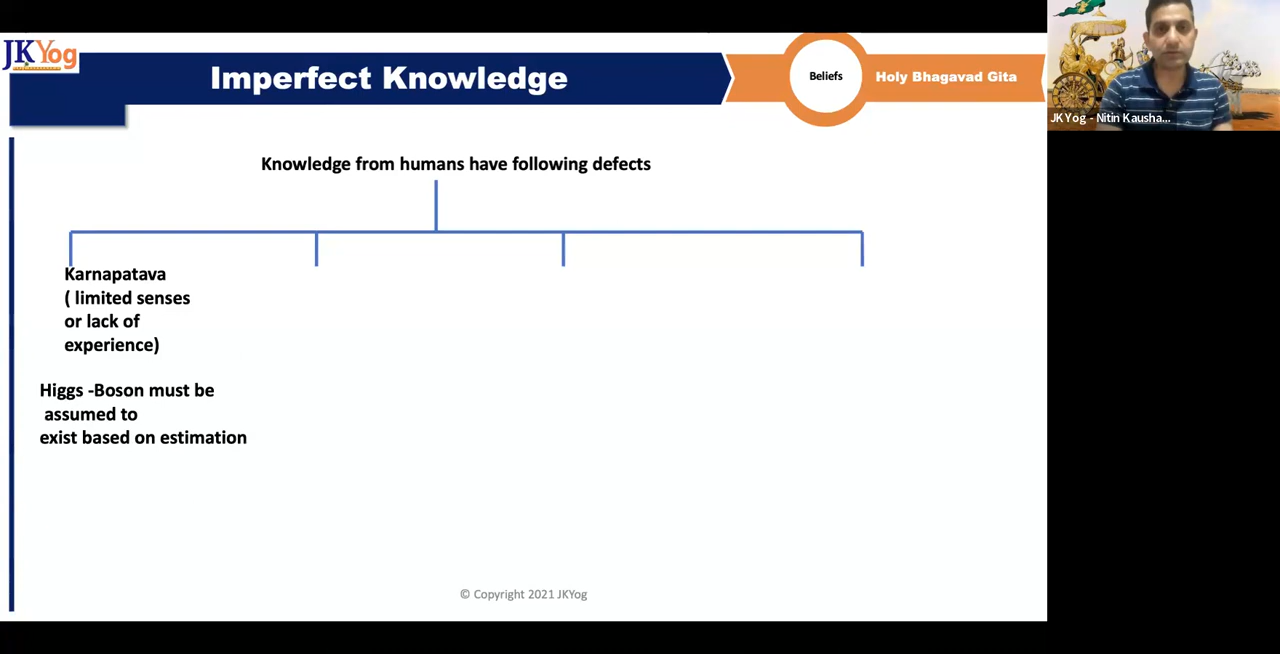 JKYog
Imperfect Knowledge
Beliefs
Holy Bhagavad Gita
JKYog - Nitin Kausha...
Knowledge from humans have following defects
Karnapatava
( limited senses
or lack of
experience)
Higgs -Boson must be
assumed to
exist based on estimation
© Copyright 2021 JKYog